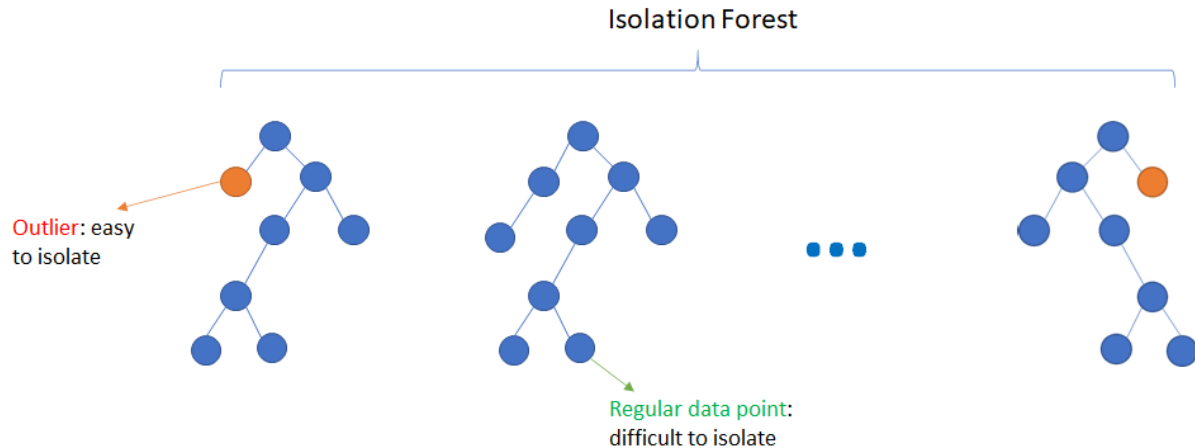 Isolation Forest
Outlier: easy
to isolate
Regular data point:
difficult to isolate